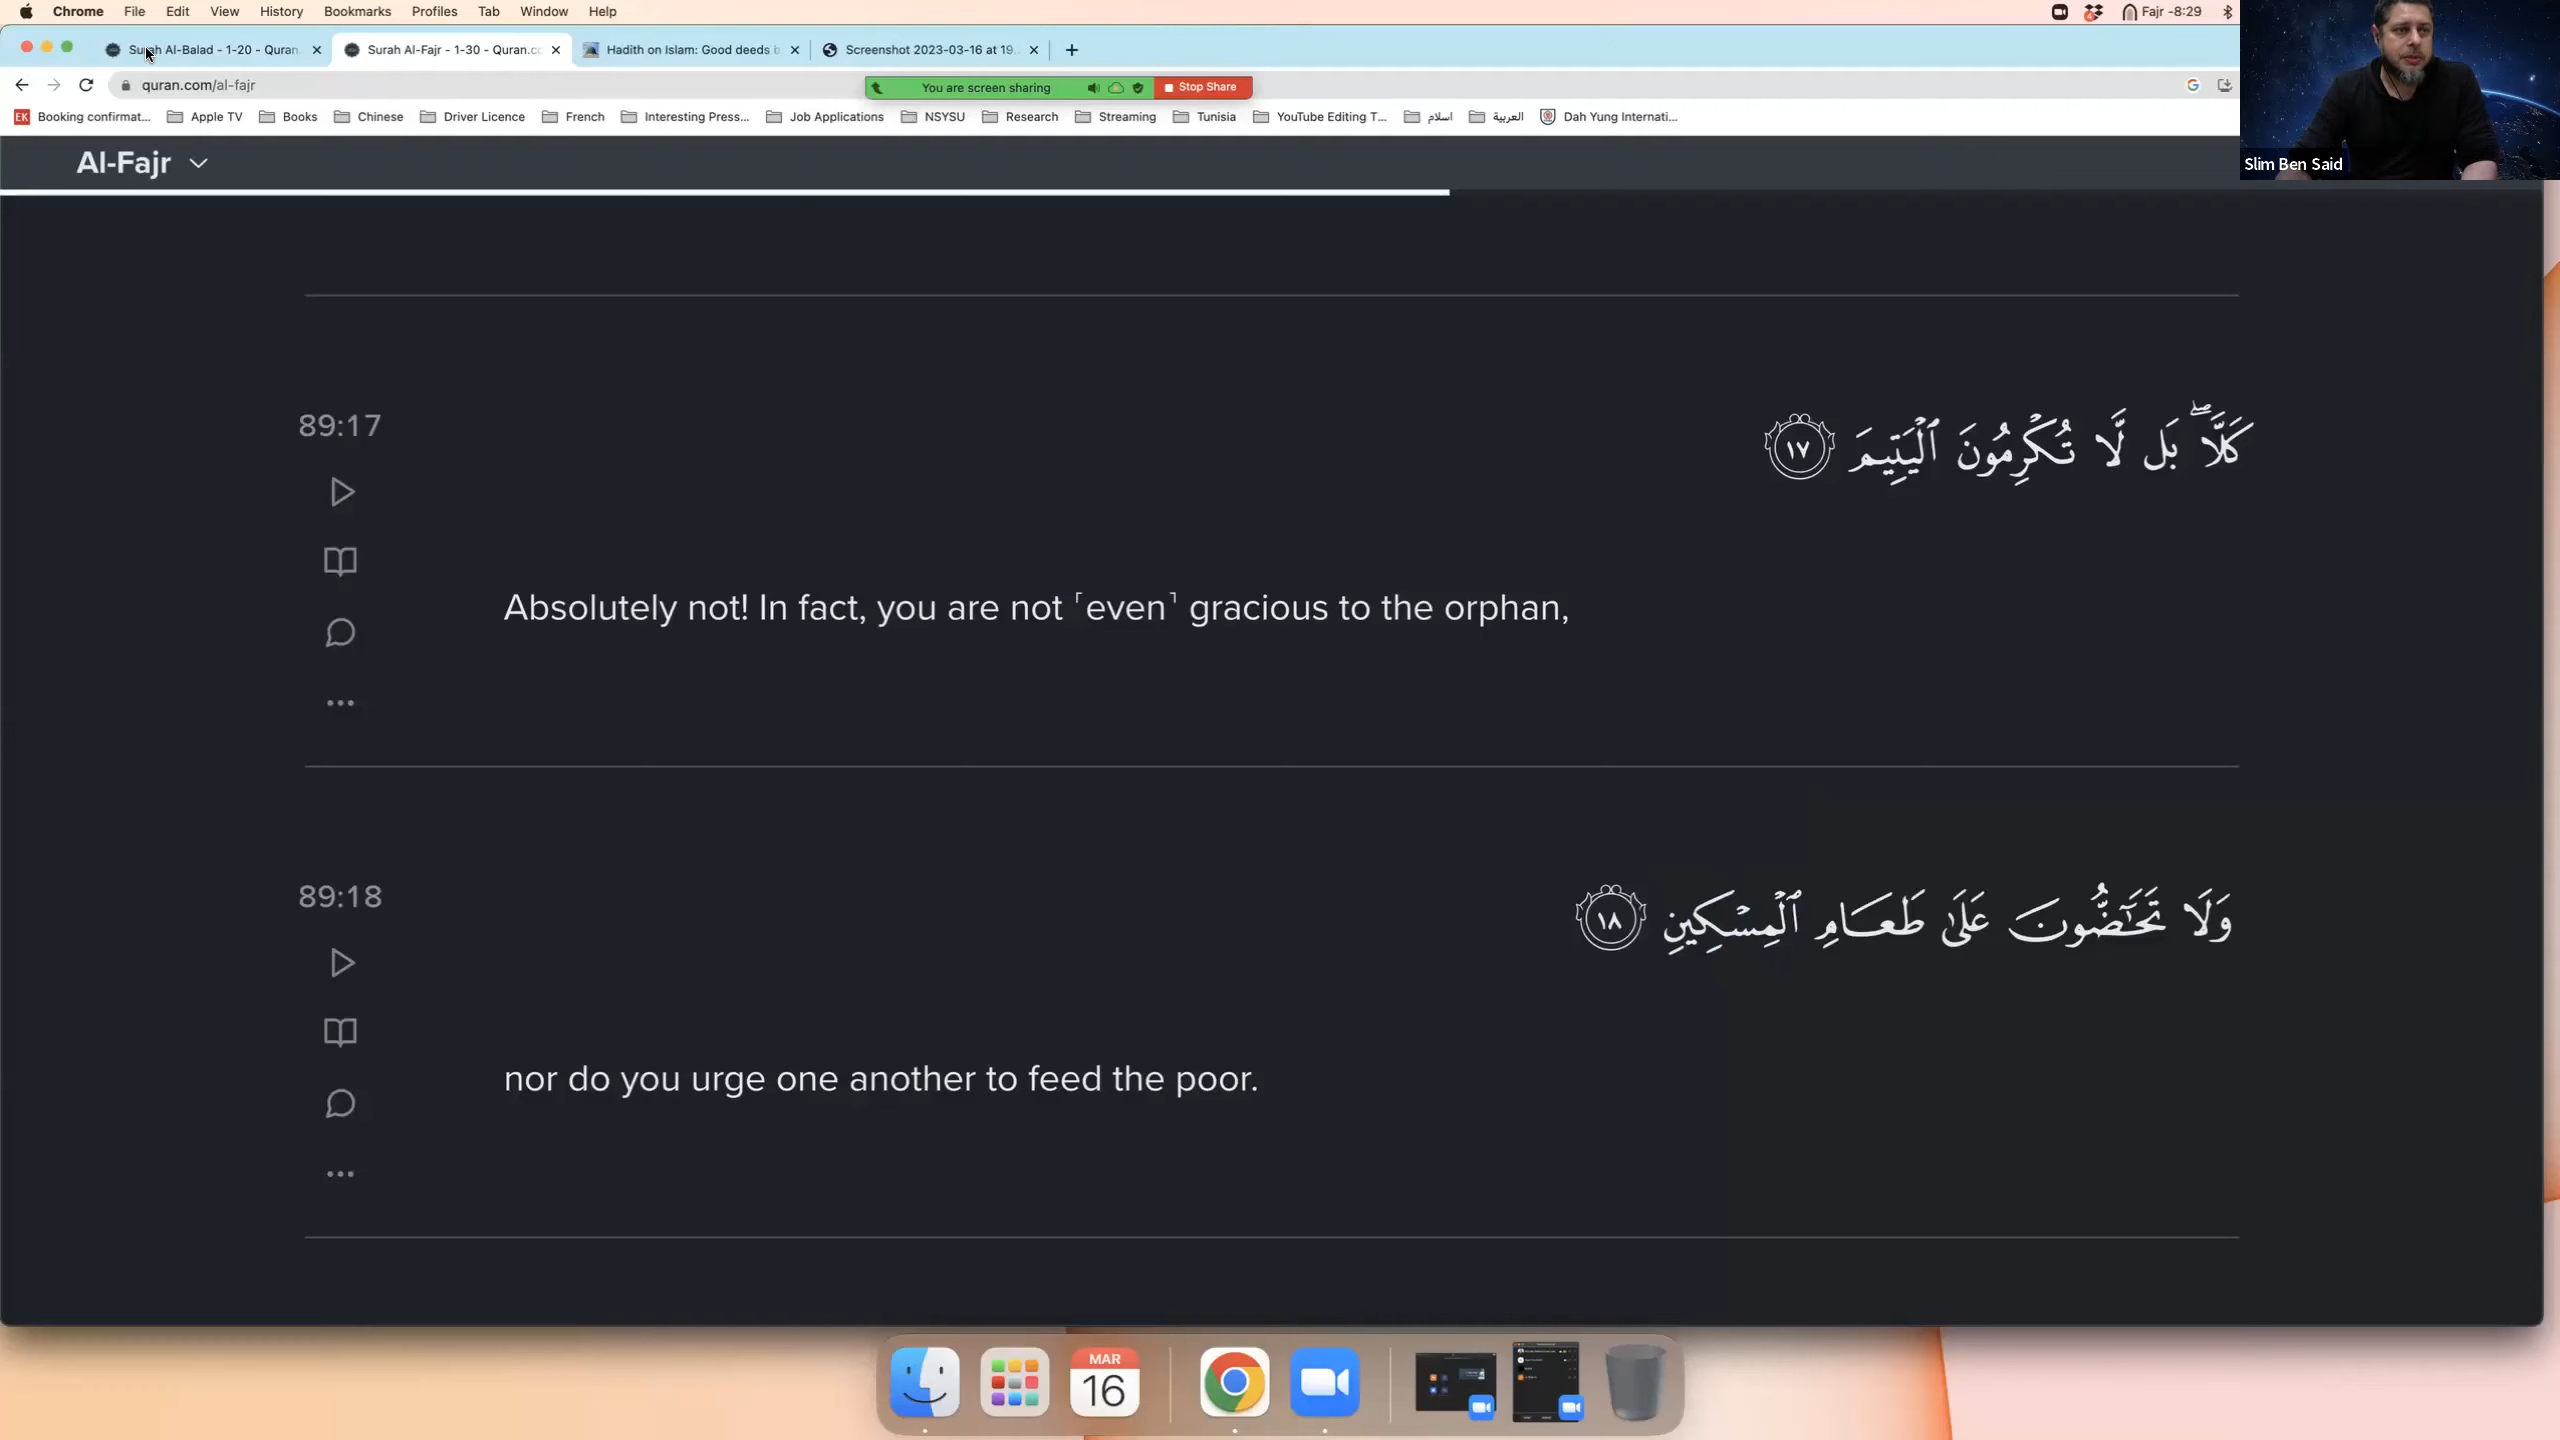 Chrome File Edit View History Bookmarks Profiles Tab Window Help
Fajr -8:29
Surah Al-Balad - 1-20 - Quran
Surah Al-Fajr - 1-30 - Quran.c
Hadith on Islam: Good deeds b
Screenshot 2023-03-16 at 19
quran.com/al-fajr
You are screen sharing
Stop Share
EK Booking confirmat...
Apple TV
Books
Chinese
Driver Licence
French
Interesting Press...
Job Applications
NSYSU
Research
Streaming
Tunisia
YouTube Editing T...
اسلام
العربية
Dah Yung Internati...
Slim Ben Said
Al-Fajr
89:17
كَلَّاۖ بَل لَّا تُكْرِمُونَ ٱلْيَتِيمَ ١٧
Absolutely not! In fact, you are not ˹even˺ gracious to the orphan,
89:18
وَلَا تَحَـٰٓضُّونَ عَلَىٰ طَعَامِ ٱلْمِسْكِينِ ١٨
nor do you urge one another to feed the poor.
MAR
16